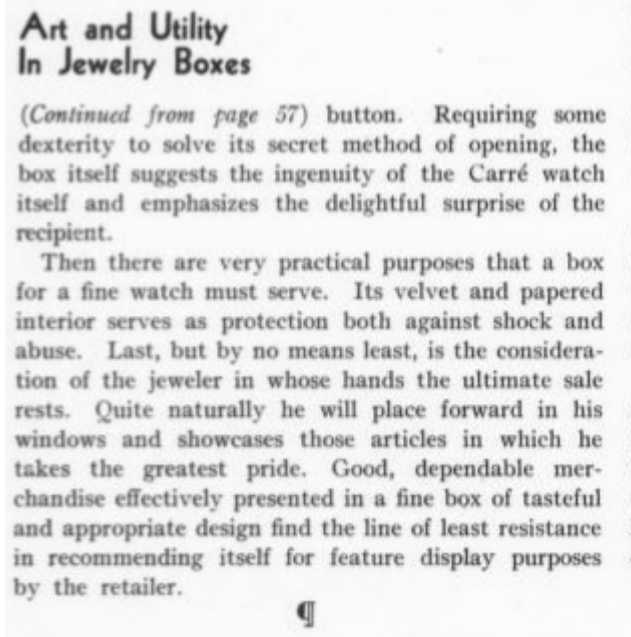 Art and Utility
In Jewelry Boxes
(Continued from page 57) button. Requiring some
dexterity to solve its secret method of opening, the
box itself suggests the ingenuity of the Carré watch
itself and emphasizes the delightful surprise of the
recipient.
Then there are very practical purposes that a box
for a fine watch must serve. Its velvet and papered
interior serves as protection both against shock and
abuse. Last, but by no means least, is the considera-
tion of the jeweler in whose hands the ultimate sale
rests. Quite naturally he will place forward in his
windows and showcases those articles in which he
takes the greatest pride. Good, dependable mer-
chandise effectively presented in a fine box of tasteful
and appropriate design find the line of least resistance
in recommending itself for feature display purposes
by the retailer.
¶